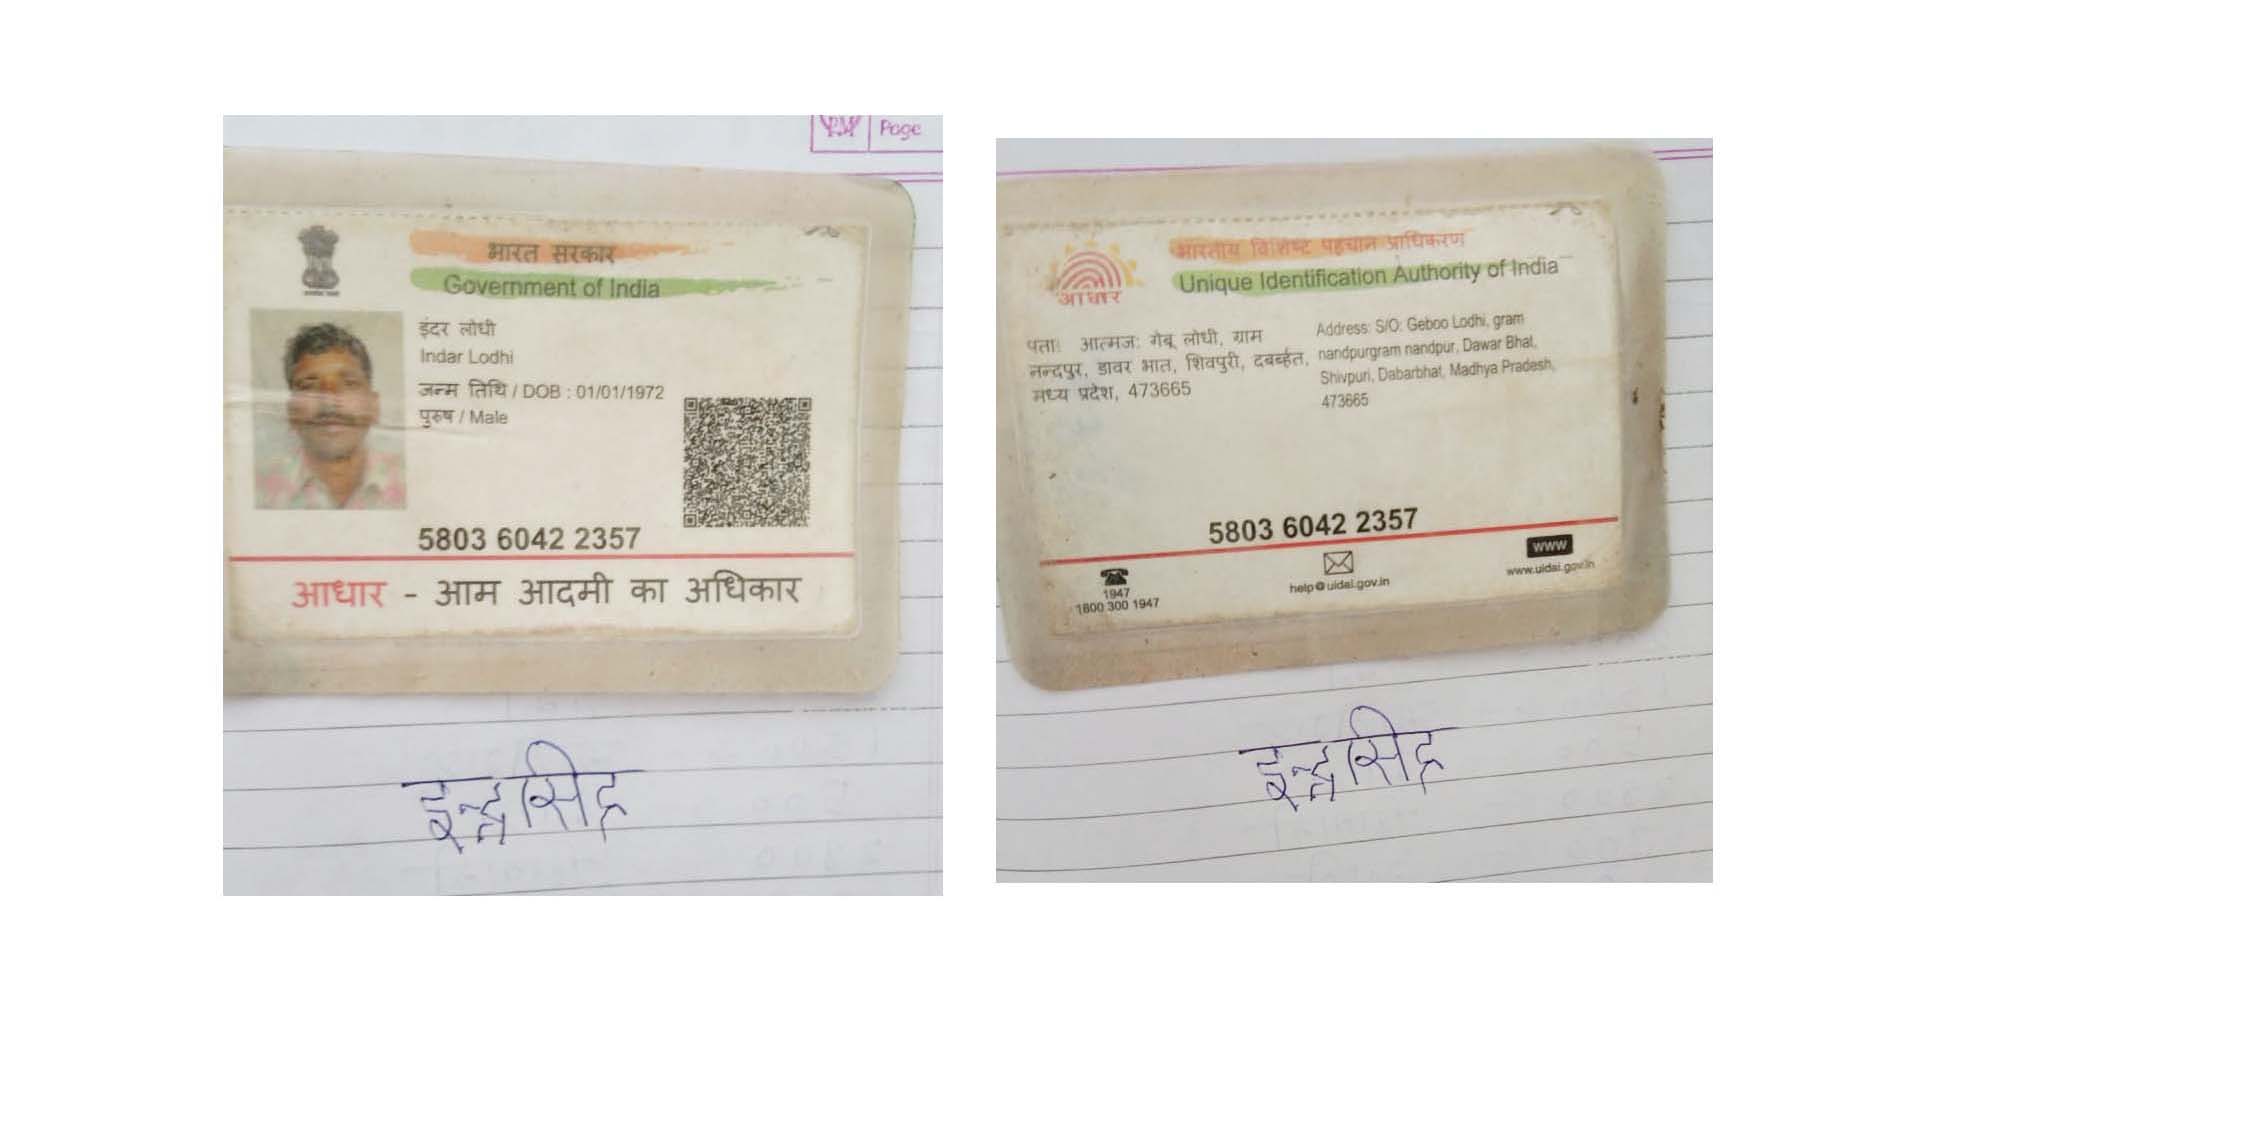 Page
भारत सरकार
Government of India
इंदर लोधी
Indar Lodhi
जन्म तिथि / DOB : 01/01/1972
पुरुष / Male
5803 6042 2357
आधार - आम आदमी का अधिकार
इन्द्रसिंह
भारतीय विशिष्ट पहचान प्राधिकरण
Unique Identification Authority of India
आधार
पता: आत्मज: गेबू लोधी, ग्राम
नन्दपुर, डावर भात, शिवपुरी, दबर्व्हत,
मध्य प्रदेश, 473665
Address: S/O: Geboo Lodhi, gram
nandpurgram nandpur, Dawar Bhat,
Shivpuri, Dabarbhat, Madhya Pradesh,
473665
5803 6042 2357
1947
1800 300 1947
help@uidai.gov.in
www
www.uidai.gov.in
इन्द्रसिंह